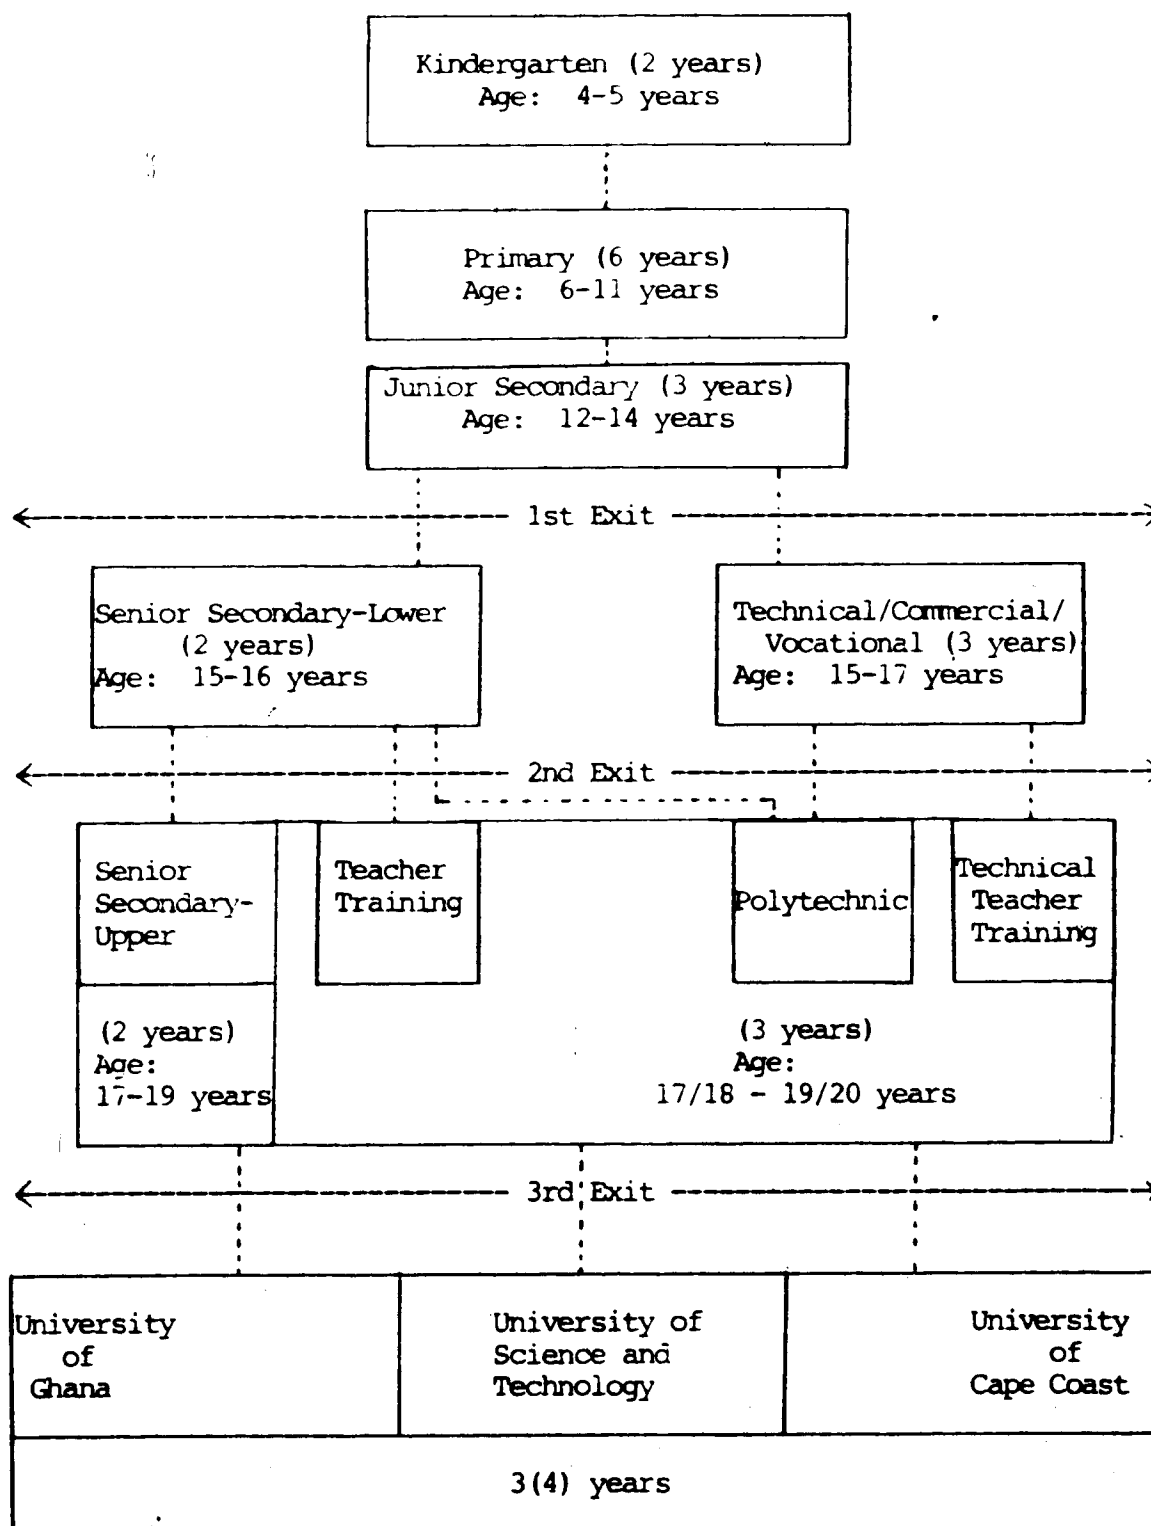 Kindergarten (2 years)
Age: 4-5 years
Primary (6 years)
Age: 6-11 years
Junior Secondary (3 years)
Age: 12-14 years
1st Exit
Senior Secondary-Lower
(2 years)
Age: 15-16 years
Technical/Commercial/
Vocational (3 years)
Age: 15-17 years
2nd Exit
Senior
Secondary-
Upper
Teacher
Training
Polytechnic
Technical
Teacher
Training
(2 years)
Age:
17-19 years
(3 years)
Age:
17/18 - 19/20 years
3rd Exit
University
of
Ghana
University of
Science and
Technology
University
of
Cape Coast
3(4) years